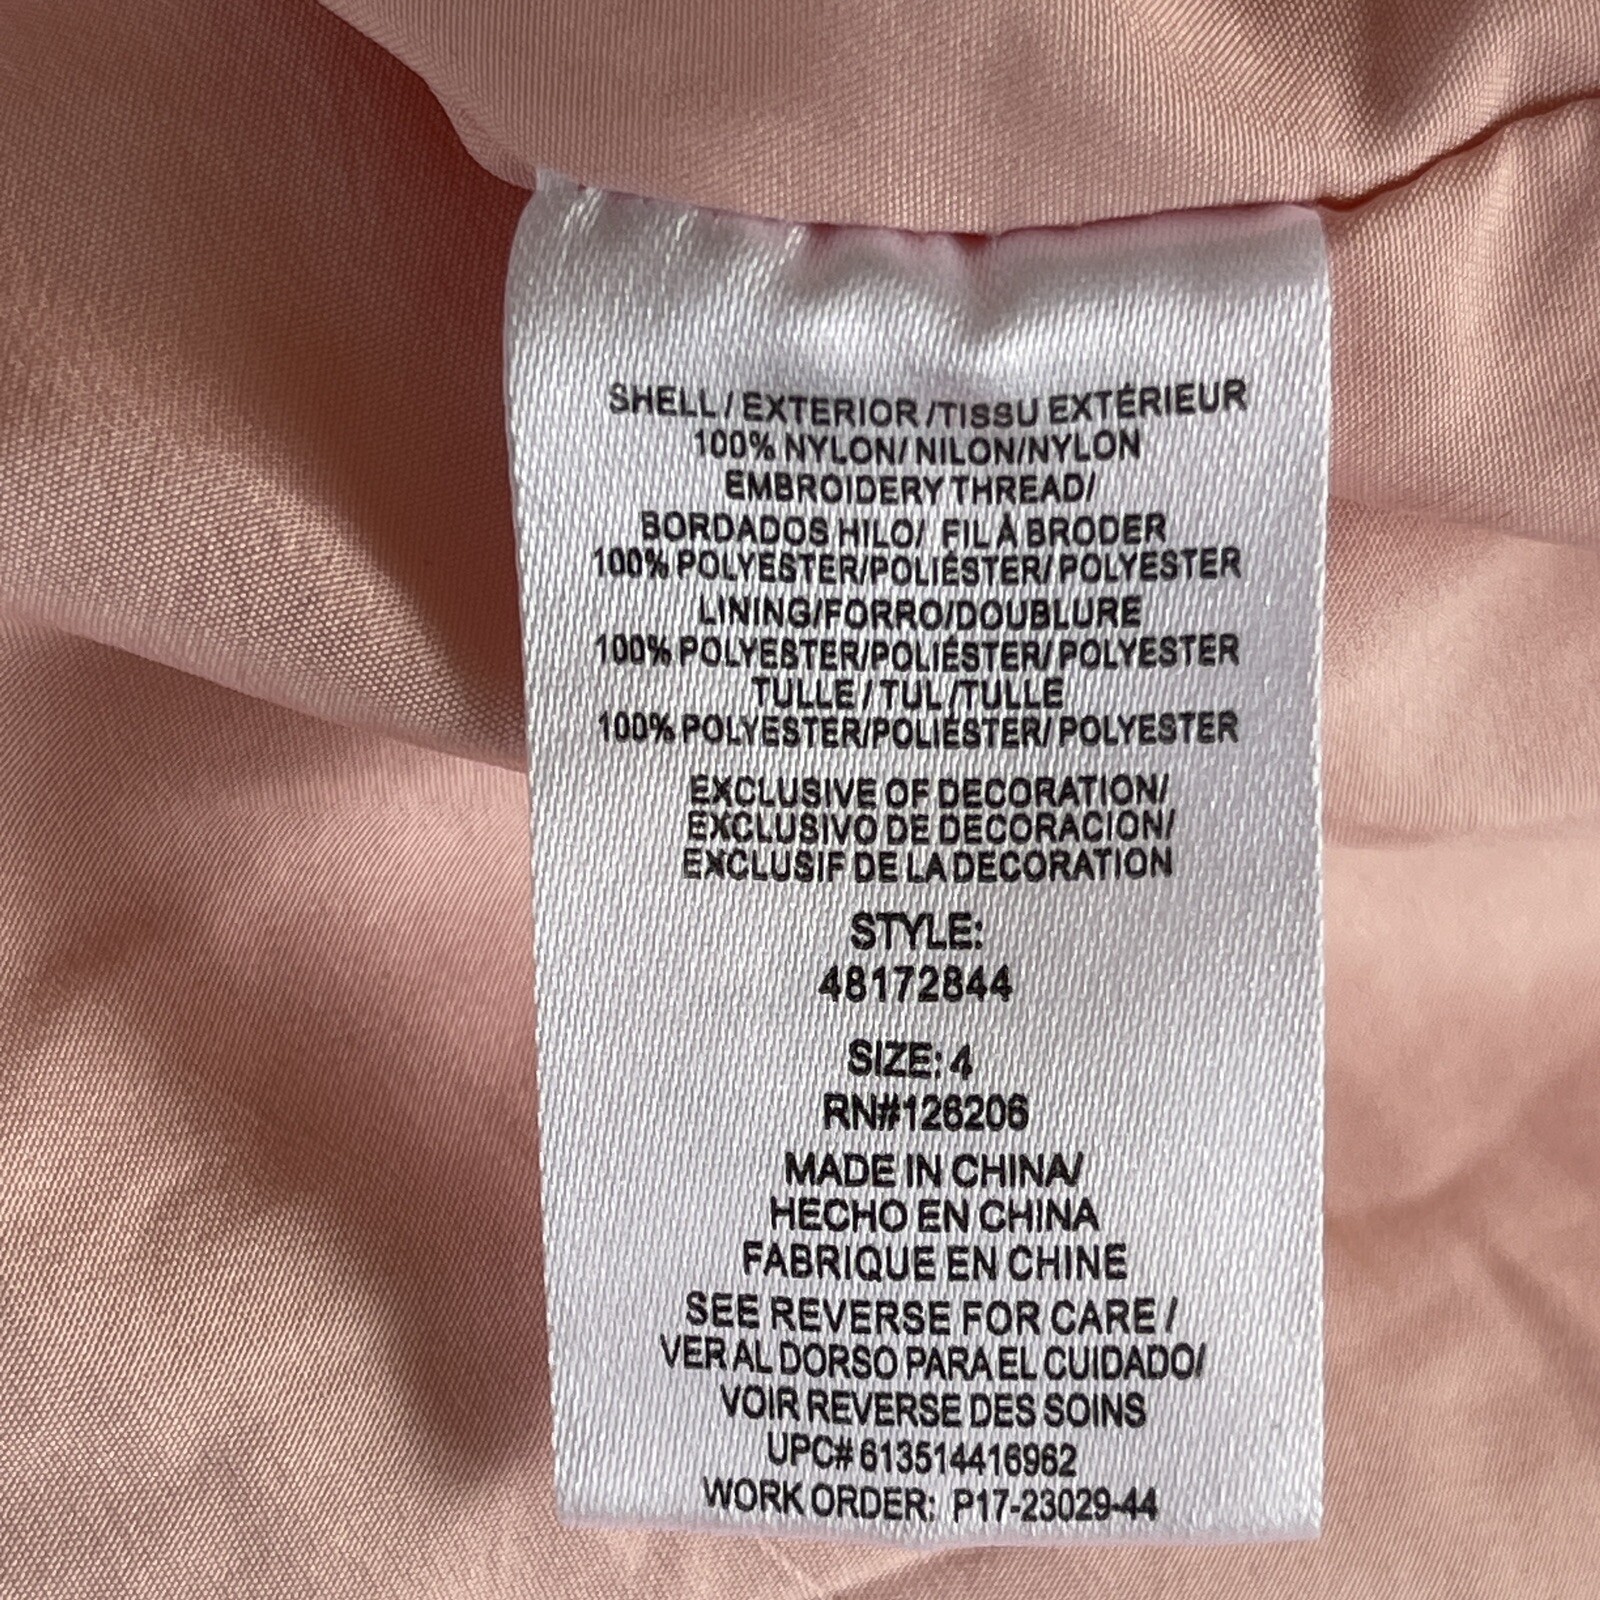 SHELL/EXTERIOR/TISSU EXTÉRIEUR
100% NYLON/NILON/NYLON
EMBROIDERY THREAD/
BORDADOS HILO/ FIL À BRODER
100% POLYESTER/POLIÉSTER/POLYESTER
LINING/FORRO/DOUBLURE
100% POLYESTER/POLIÉSTER/POLYESTER
TULLE/TUL/TULLE
100% POLYESTER/POLIÉSTER/POLYESTER
EXCLUSIVE OF DECORATION/
EXCLUSIVO DE DECORACION/
EXCLUSIF DE LA DECORATION
STYLE:
48172844
SIZE: 4
RN#126206
MADE IN CHINA/
HECHO EN CHINA
FABRIQUE EN CHINE
SEE REVERSE FOR CARE /
VER AL DORSO PARA EL CUIDADO/
VOIR REVERSE DES SOINS
UPC# 613514416962
WORK ORDER: P17-23029-44